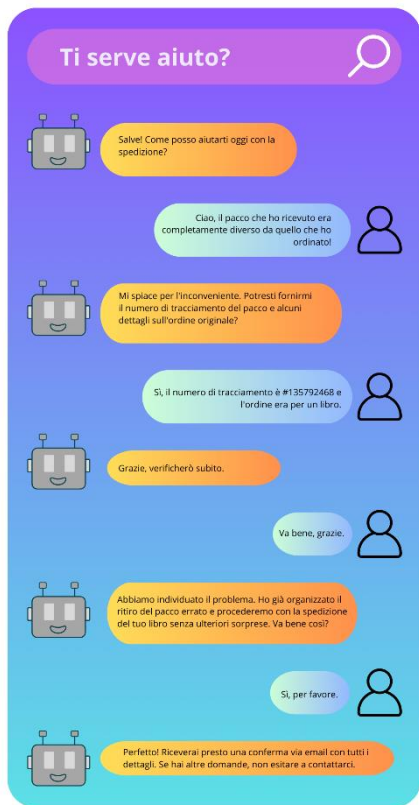 Ti serve aiuto?
Salve! Come posso aiutarti oggi con la
spedizione?
Ciao, il pacco che ho ricevuto era
completamente diverso da quello che ho
ordinato!
Mi spiace per l'inconveniente. Potresti fornirmi
il numero di tracciamento del pacco e alcuni
dettagli sull'ordine originale?
Sì, il numero di tracciamento è #135792468 e
l'ordine era per un libro.
Grazie, verificherò subito.
Va bene, grazie.
Abbiamo individuato il problema. Ho già organizzato il
ritiro del pacco errato e procederemo con la spedizione
del tuo libro senza ulteriori sorprese. Va bene così?
Sì, per favore.
Perfetto! Riceverai presto una conferma via email con tutti i
dettagli. Se hai altre domande, non esitare a contattarci.